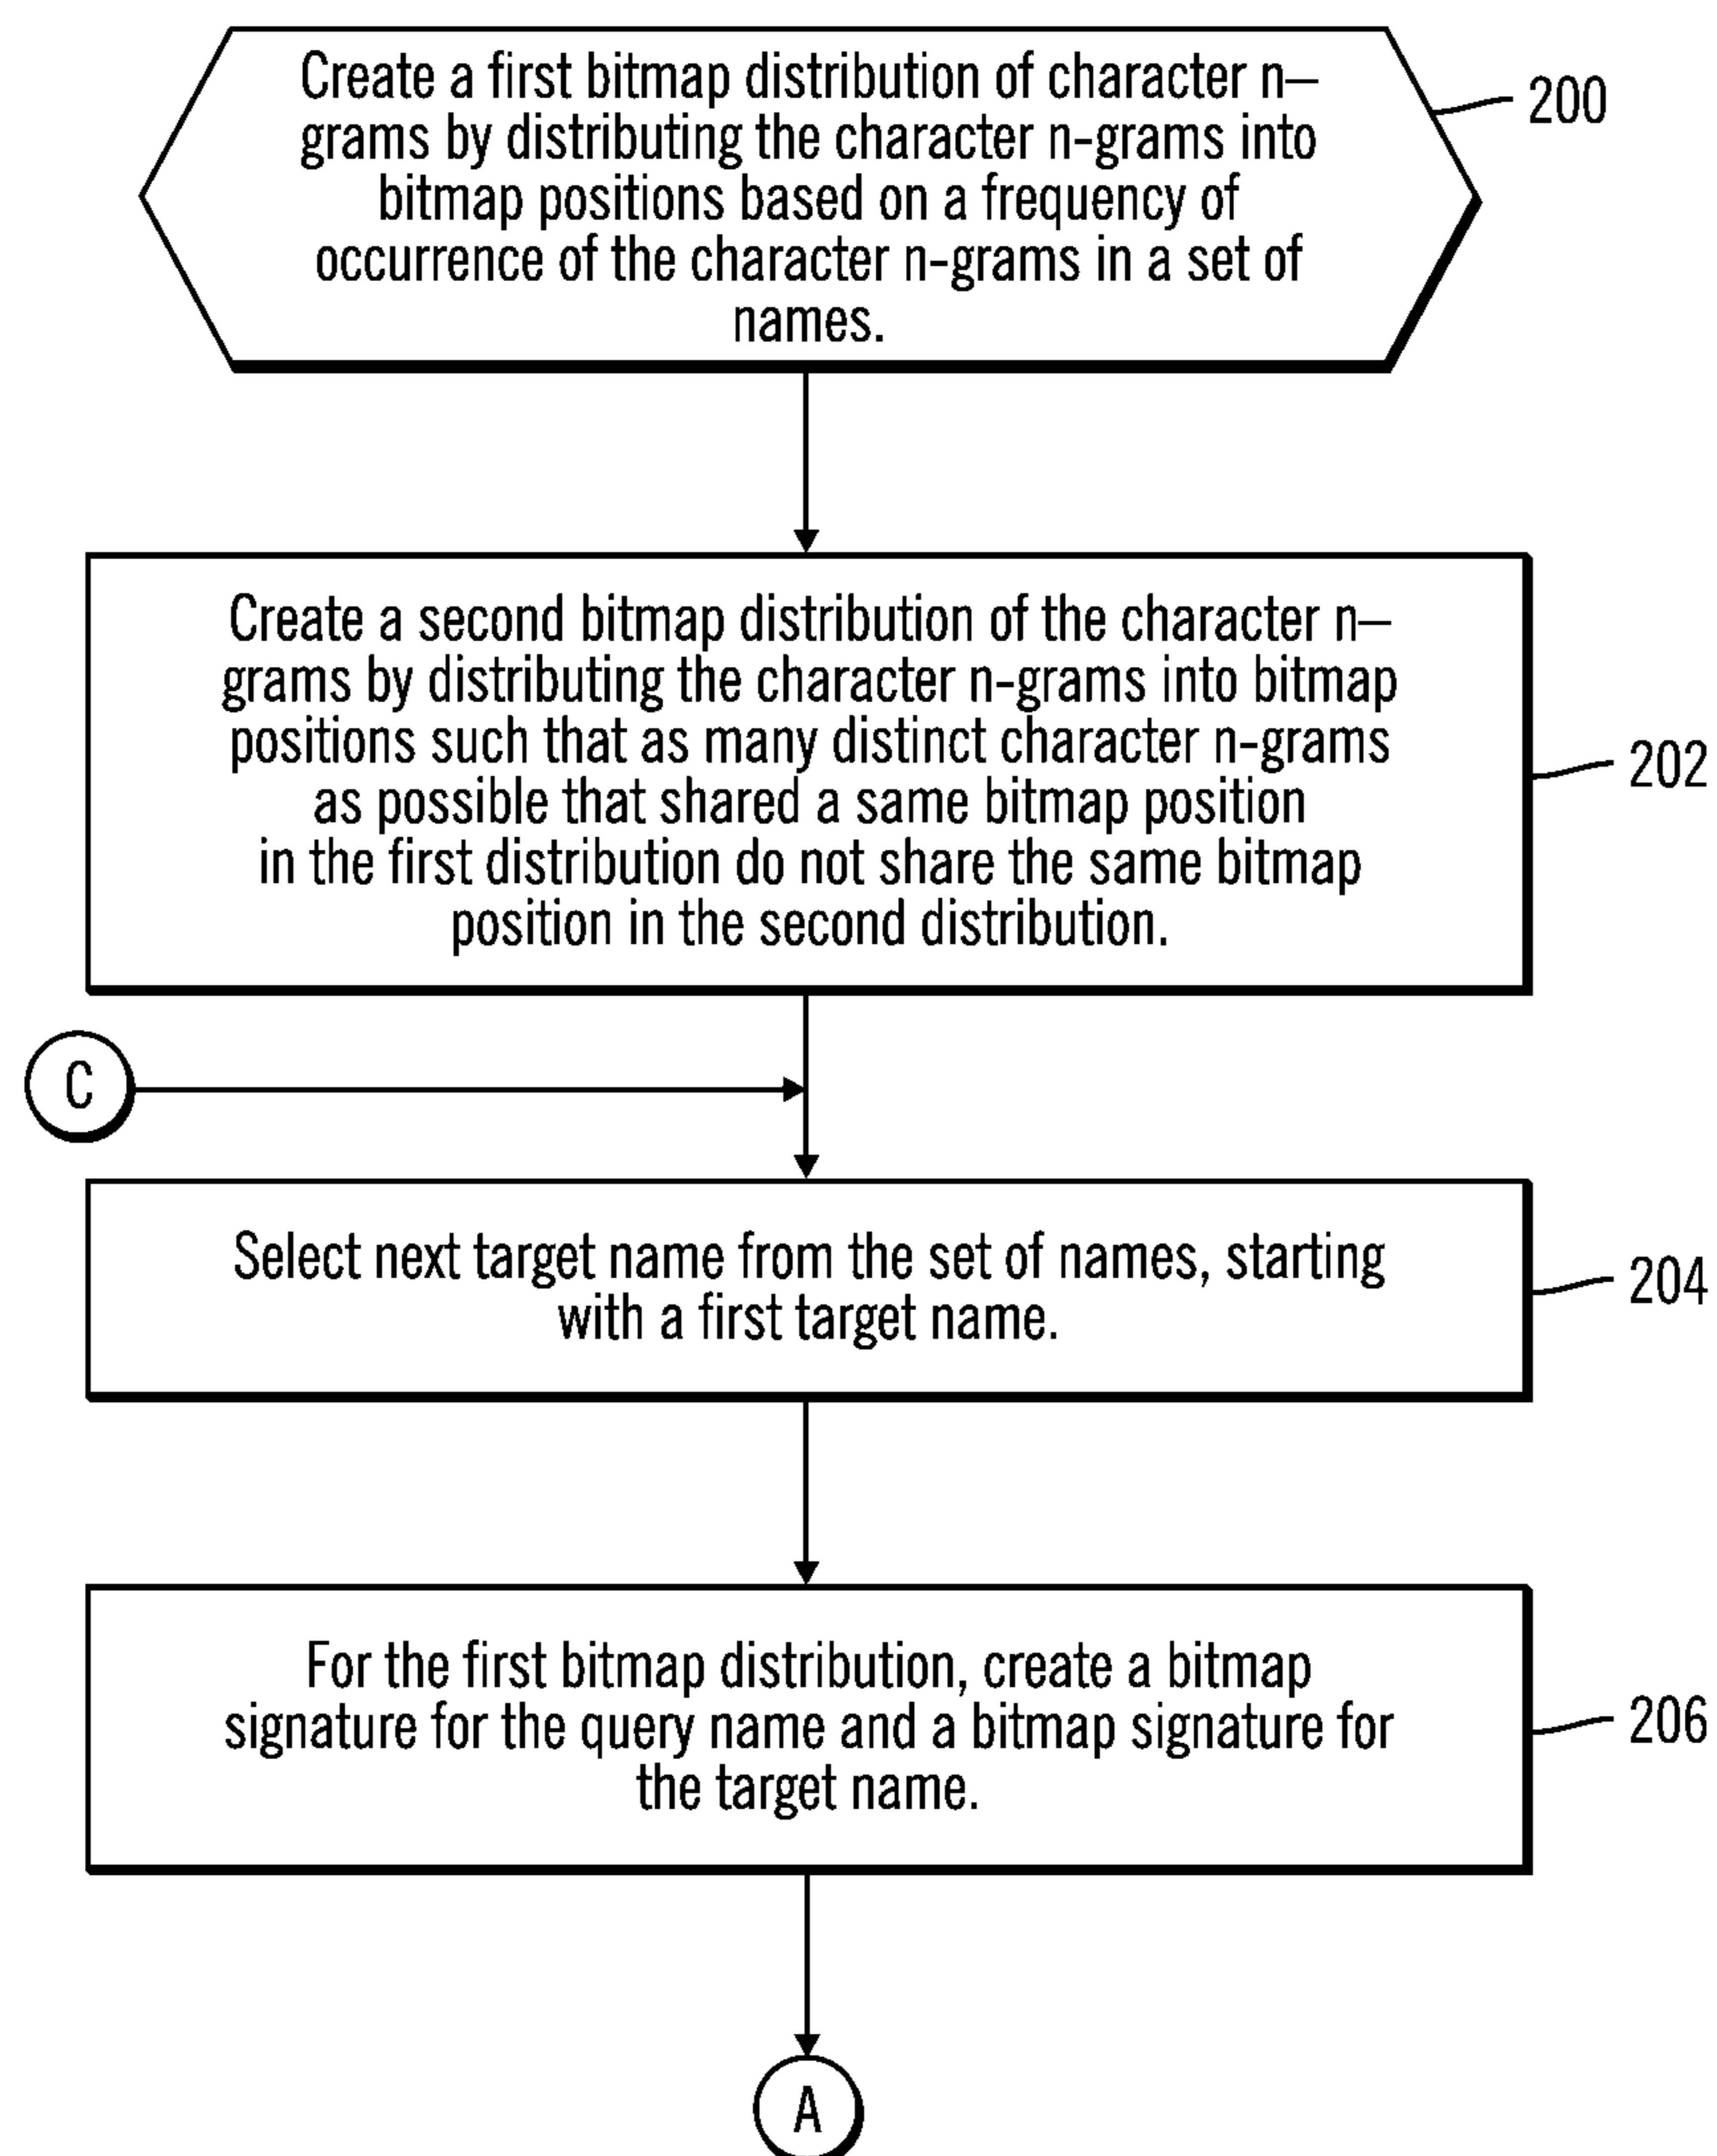 Create a first bitmap distribution of character n–
grams by distributing the character n-grams into
bitmap positions based on a frequency of
occurrence of the character n-grams in a set of
names.
200
Create a second bitmap distribution of the character n–
grams by distributing the character n-grams into bitmap
positions such that as many distinct character n-grams
as possible that shared a same bitmap position
in the first distribution do not share the same bitmap
position in the second distribution.
202
C
Select next target name from the set of names, starting
with a first target name.
204
For the first bitmap distribution, create a bitmap
signature for the query name and a bitmap signature for
the target name.
206
A